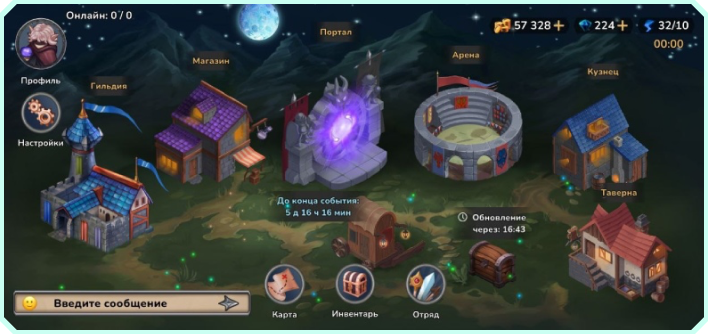 Онлайн: 0/0
57 328
224
32/10
00:00
Портал
Арена
Магазин
Кузнец
Профиль
Гильдия
Настройки
Таверна
До конца события:
5 д 16 ч 16 мин
Обновление
через: 16:43
Введите сообщение
Карта
Инвентарь
Отряд